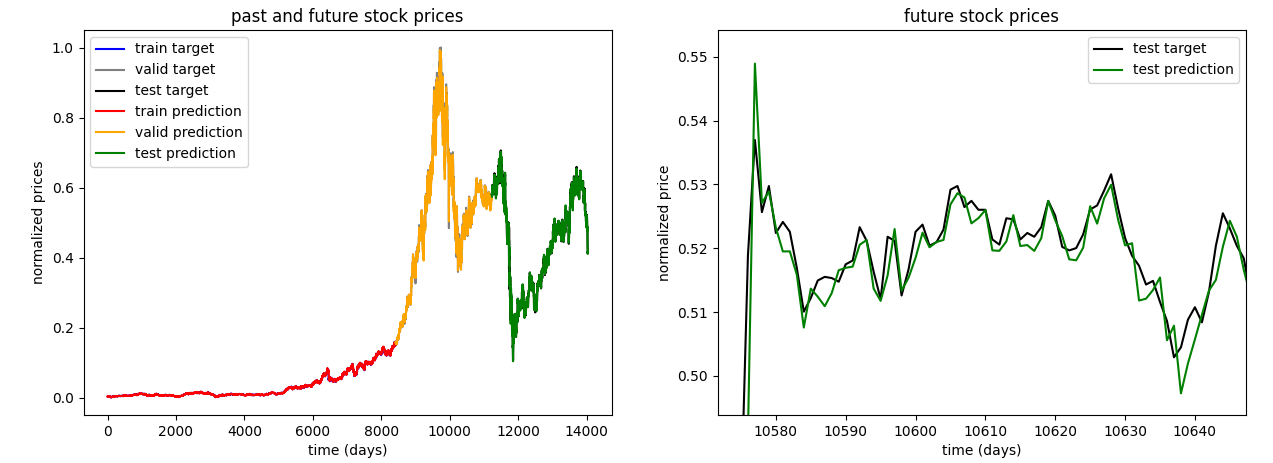 past and future stock prices
train target
valid target
test target
train prediction
valid prediction
test prediction
normalized prices
1.0
0.8
0.6
0.4
0.2
0.0
0 2000 4000 6000 8000 10000 12000 14000
time (days)
future stock prices
test target
test prediction
normalized price
0.55
0.54
0.53
0.52
0.51
0.50
10580 10590 10600 10610 10620 10630 10640
time (days)